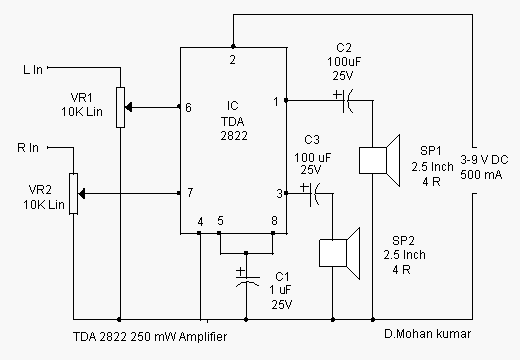 C2
100uF
25V
L In
VR1
10K Lin
2
IC
TDA
2822
1
6
C3
100 uF
25V
SP1
2.5 Inch
4 R
3-9 V DC
500 mA
R In
VR2
10K Lin
7
3
4
5
8
SP2
2.5 Inch
4 R
C1
1 uF
25V
+
+
+
TDA 2822 250 mW Amplifier
D.Mohan kumar